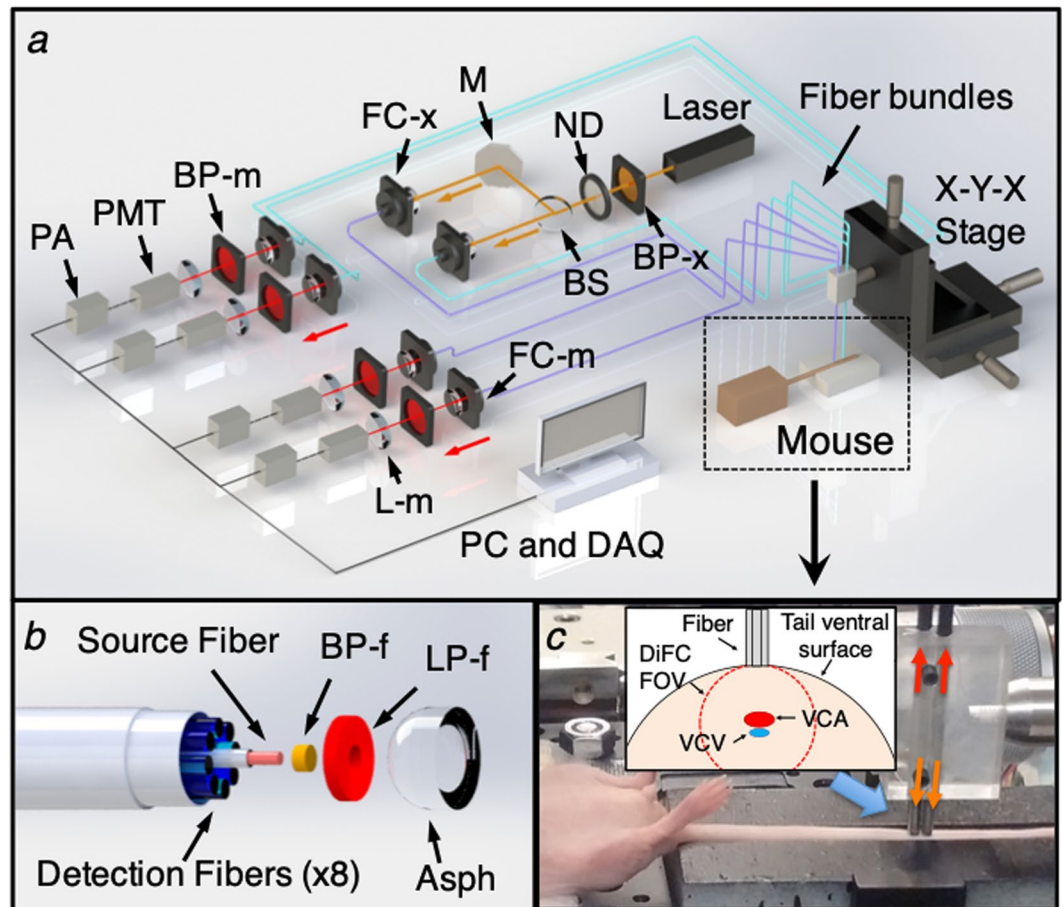 a
M
FC-x
ND
Laser
Fiber bundles
BP-m
PMT
PA
X-Y-X
Stage
BP-x
BS
FC-m
Mouse
L-m
PC and DAQ
b
Source Fiber
BP-f
LP-f
Detection Fibers (x8)
Asph
c
Fiber
Tail ventral
surface
DiFC
FOV
VCA
VCV